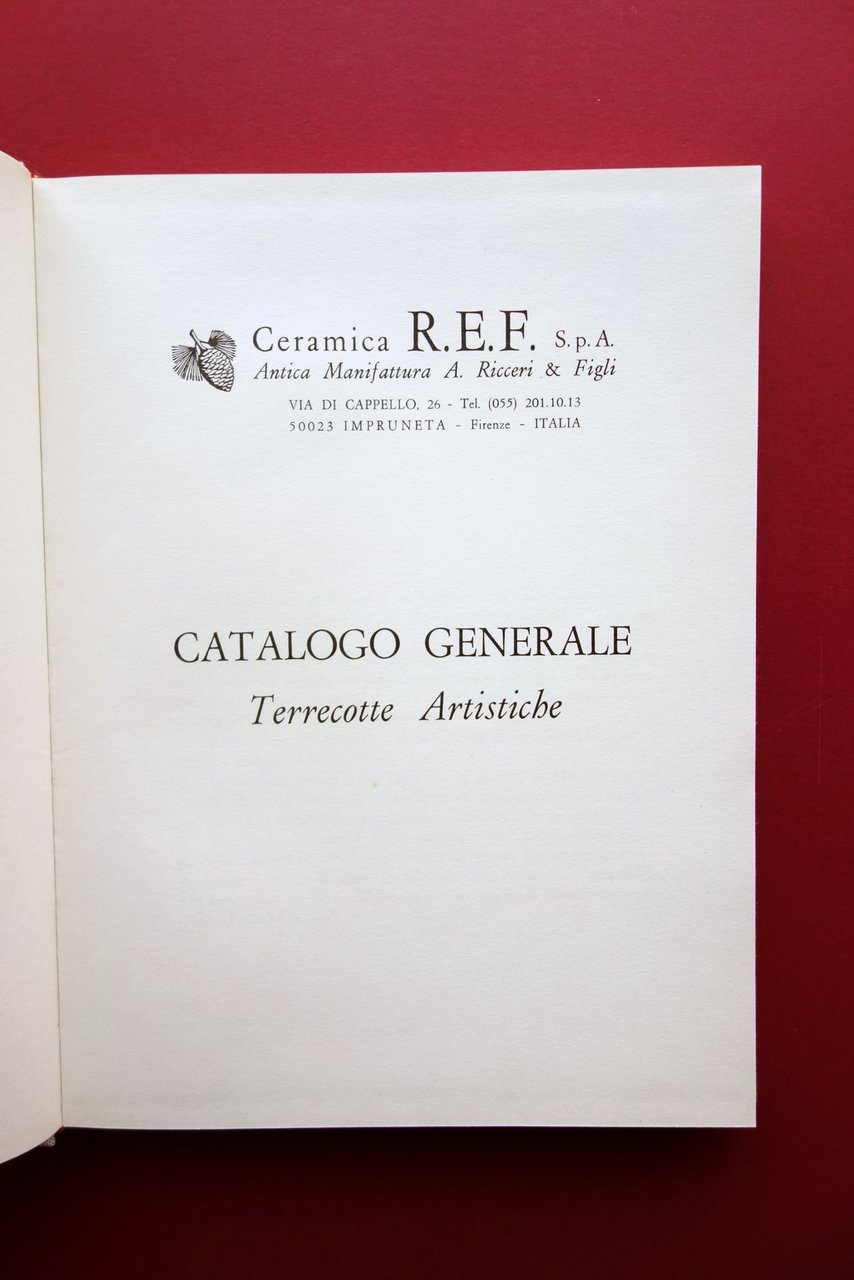 Ceramica R.E.F. S.p.A.
Antica Manifattura A. Ricceri & Figli
VIA DI CAPPELLO, 26 - Tel. (055) 201.10.13
50023 IMPRUNETA - Firenze - ITALIA
CATALOGO GENERALE
Terrecotte Artistiche